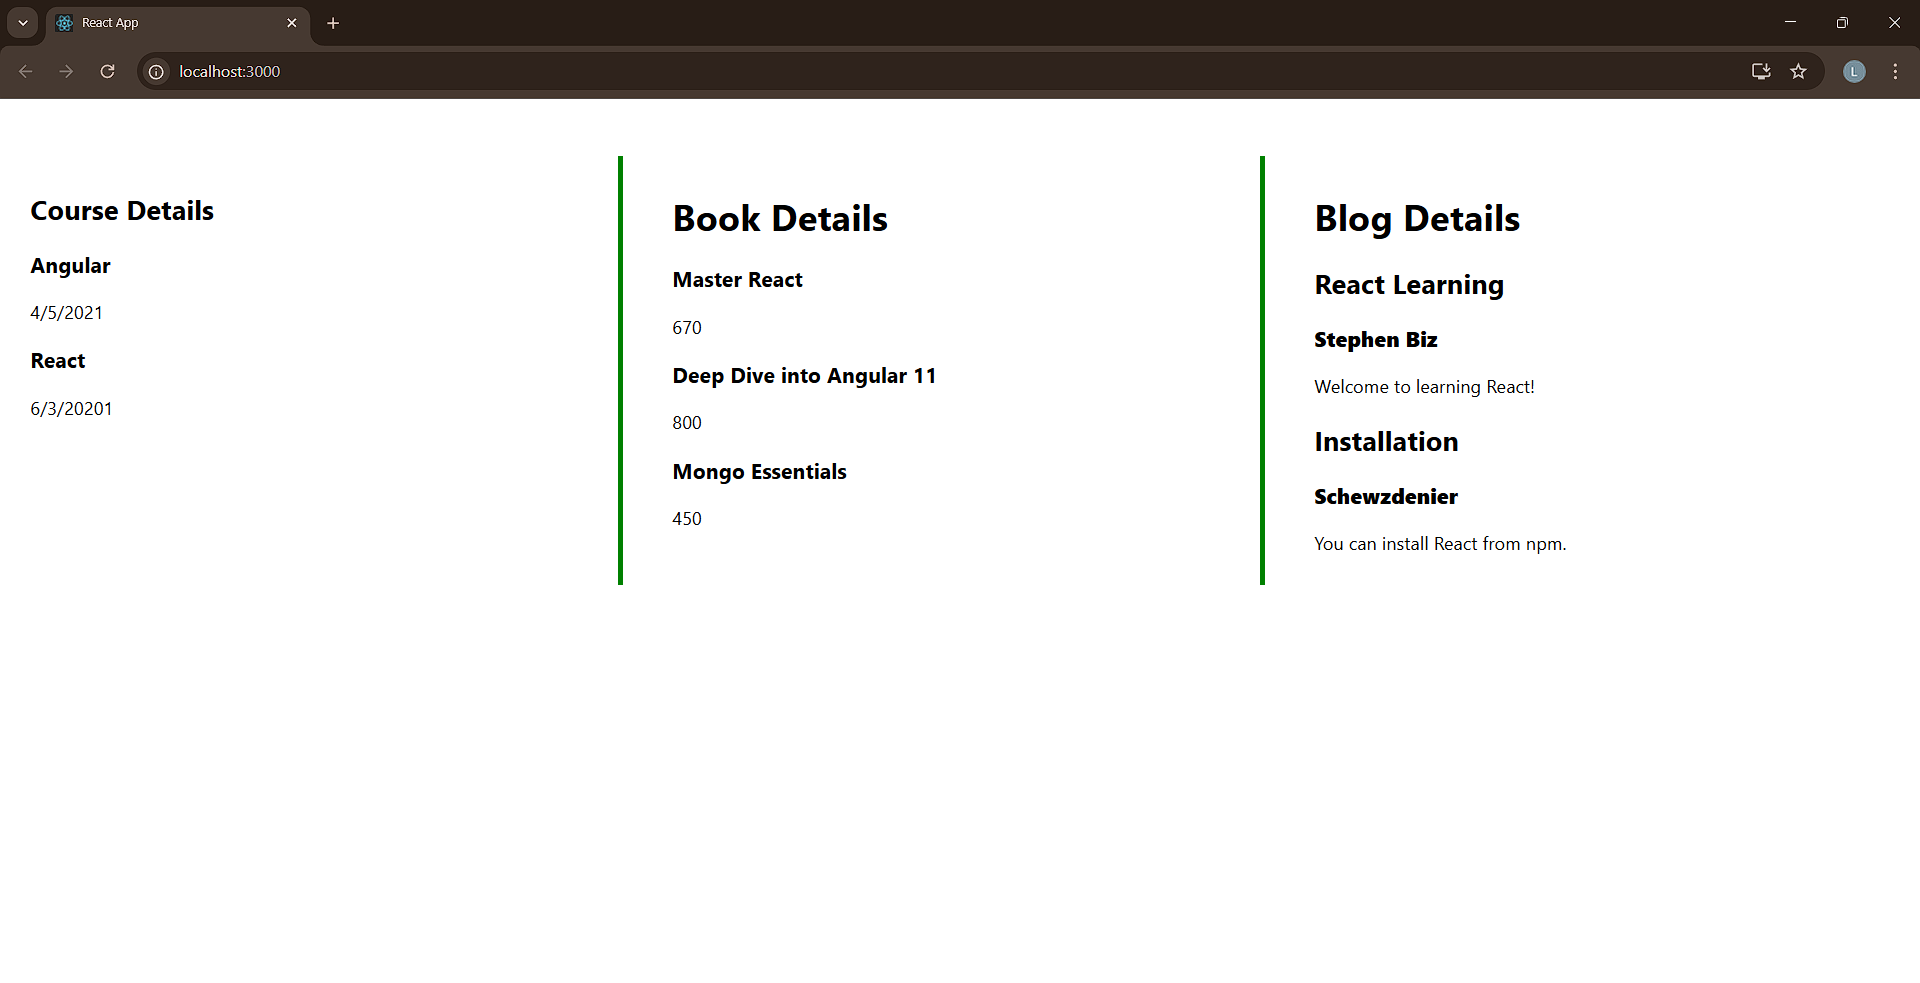 React App
localhost:3000
L
Course Details
Angular
4/5/2021
React
6/3/20201
Book Details
Master React
670
Deep Dive into Angular 11
800
Mongo Essentials
450
Blog Details
React Learning
Stephen Biz
Welcome to learning React!
Installation
Schewzdenier
You can install React from npm.